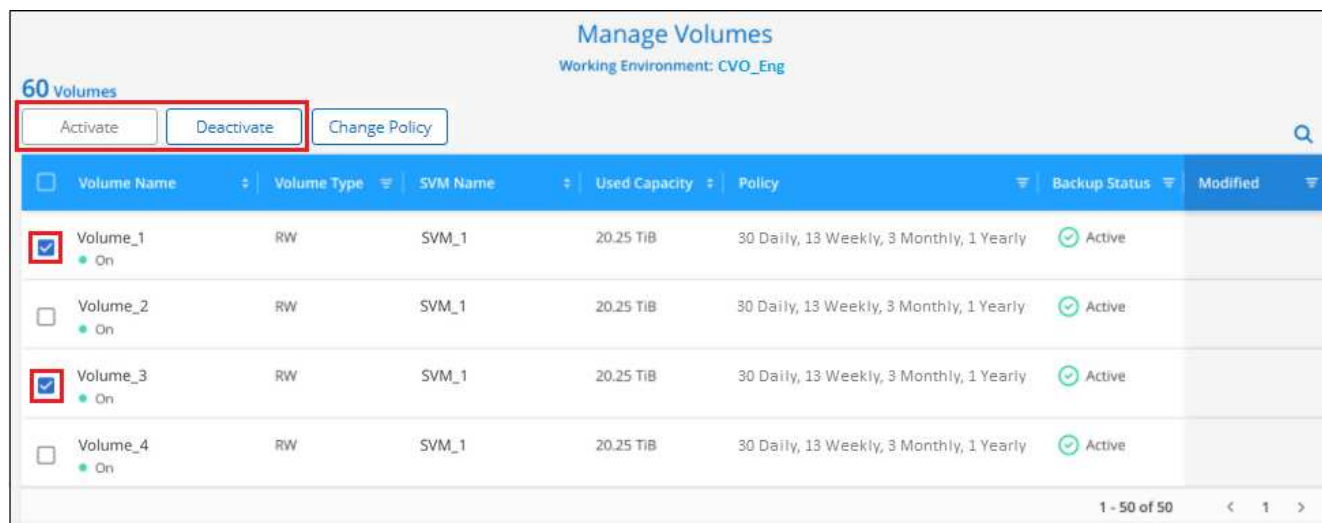 Manage Volumes
Working Environment: CVO_Eng
60 Volumes
Activate Deactivate Change Policy
Volume Name Volume Type SVM Name Used Capacity Policy Backup Status Modified
Volume_1 RW SVM_1 20.25 TiB 30 Daily, 13 Weekly, 3 Monthly, 1 Yearly Active
On
Volume_2 RW SVM_1 20.25 TiB 30 Daily, 13 Weekly, 3 Monthly, 1 Yearly Active
On
Volume_3 RW SVM_1 20.25 TiB 30 Daily, 13 Weekly, 3 Monthly, 1 Yearly Active
On
Volume_4 RW SVM_1 20.25 TiB 30 Daily, 13 Weekly, 3 Monthly, 1 Yearly Active
On
1 - 50 of 50 < 1 >